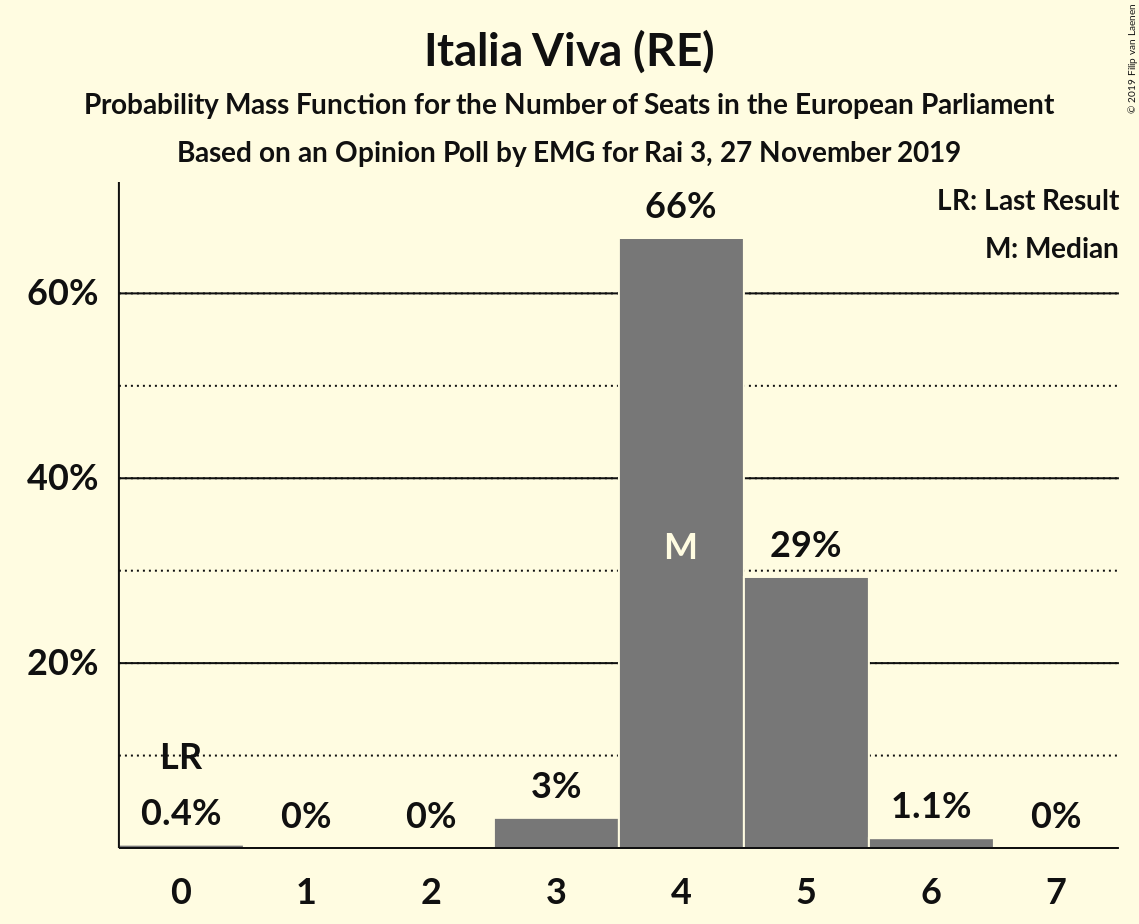 Italia Viva (RE)
Probability Mass Function for the Number of Seats in the European Parliament
Based on an Opinion Poll by EMG for Rai 3, 27 November 2019
© 2019 Filip van Laenen
LR: Last Result
M: Median
66%
60%
40%
M
29%
20%
LR
0.4%
0%
0%
3%
1.1%
0%
0 1 2 3 4 5 6 7